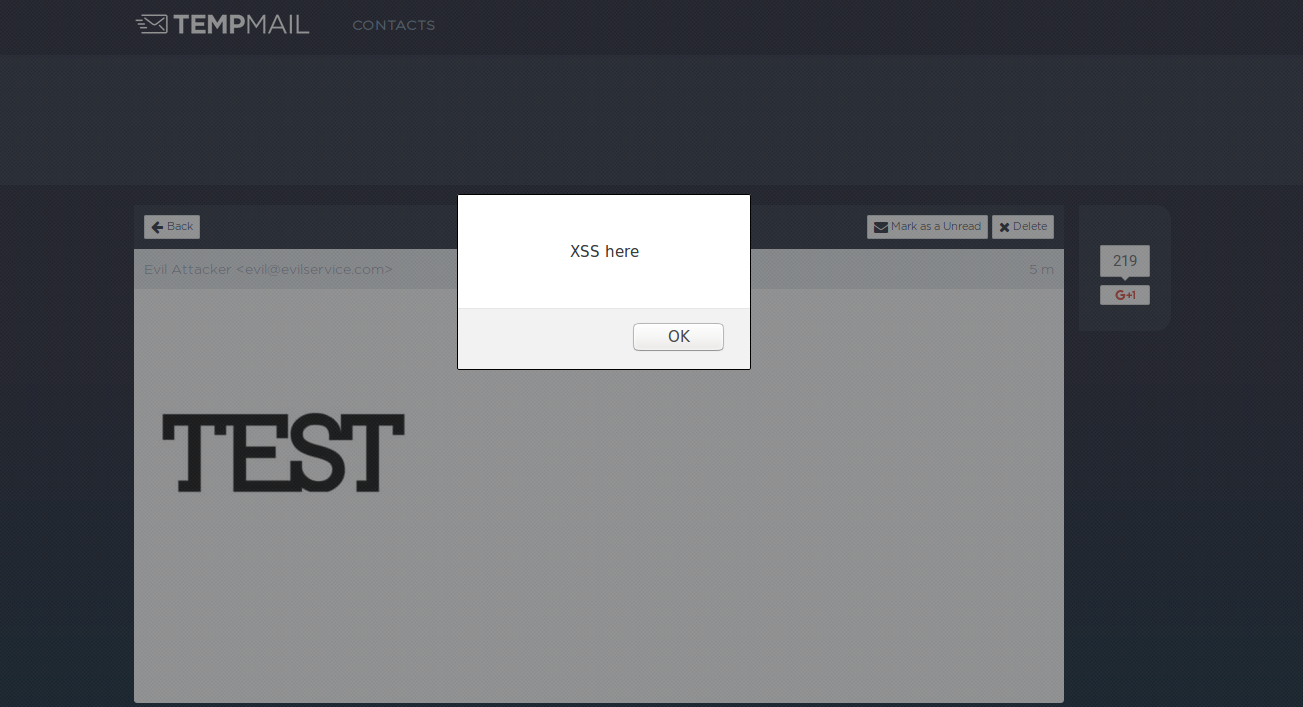 TEMPMAIL CONTACTS
Back Mark as a Unread Delete
Evil Attacker <evil@evilservice.com> 5 m
XSS here
OK
219
G+1
TEST